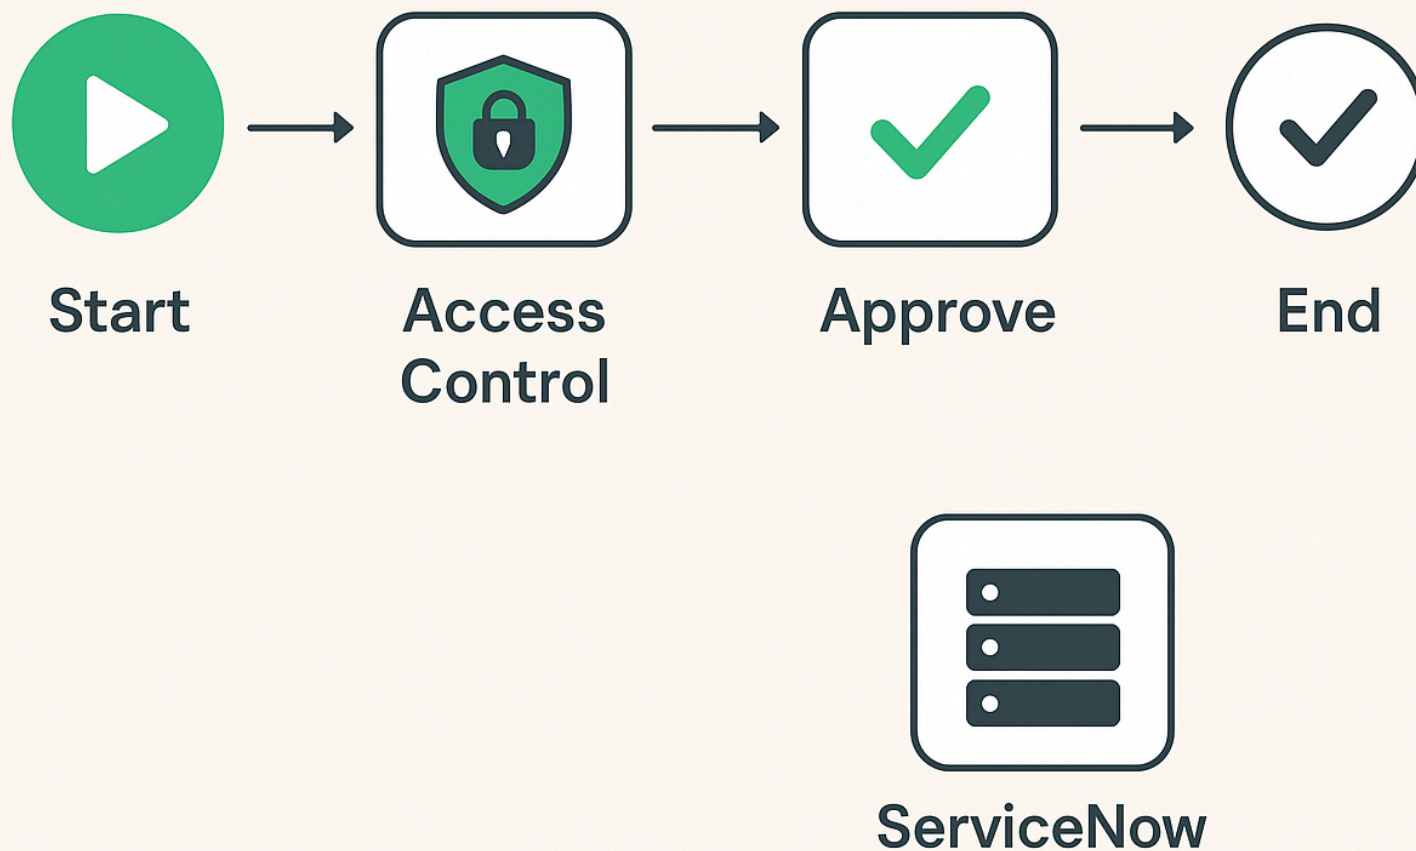 Start
Access
Control
Approve
End
ServiceNow